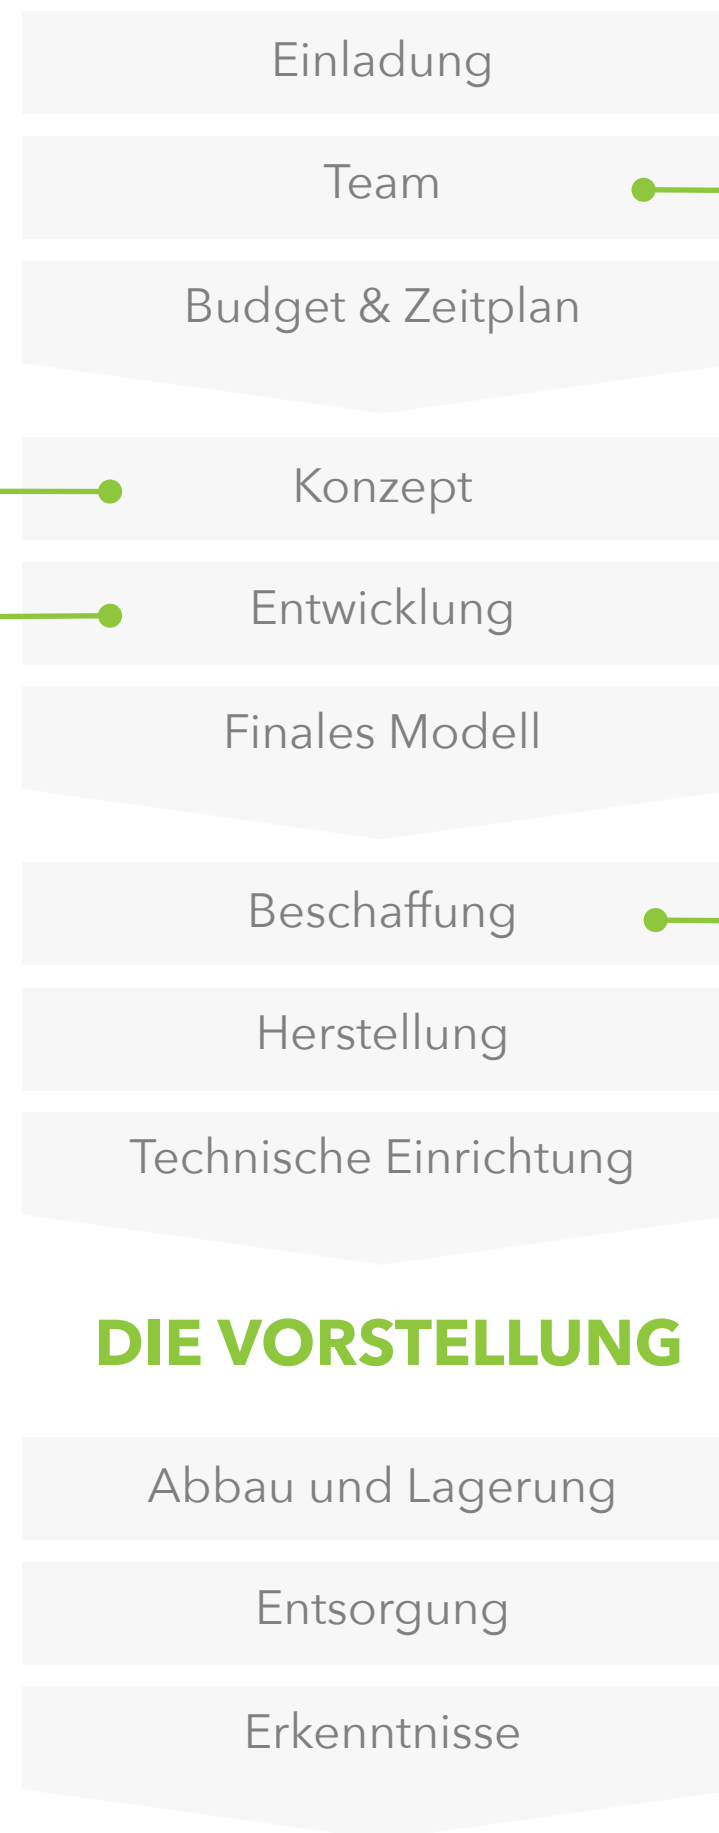 Einladung
Team
Budget & Zeitplan
Konzept
Entwicklung
Finales Modell
Beschaffung
Herstellung
Technische Einrichtung
DIE VORSTELLUNG
Abbau und Lagerung
Entsorgung
Erkenntnisse